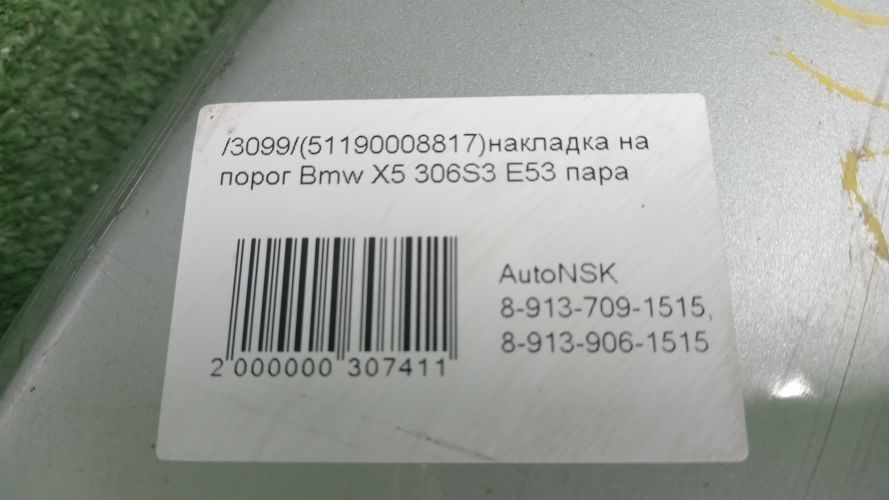 /3099/(51190008817)накладка на
порог Bmw X5 306S3 E53 пара
AutoNSK
8-913-709-1515,
8-913-906-1515
2 000000 307411